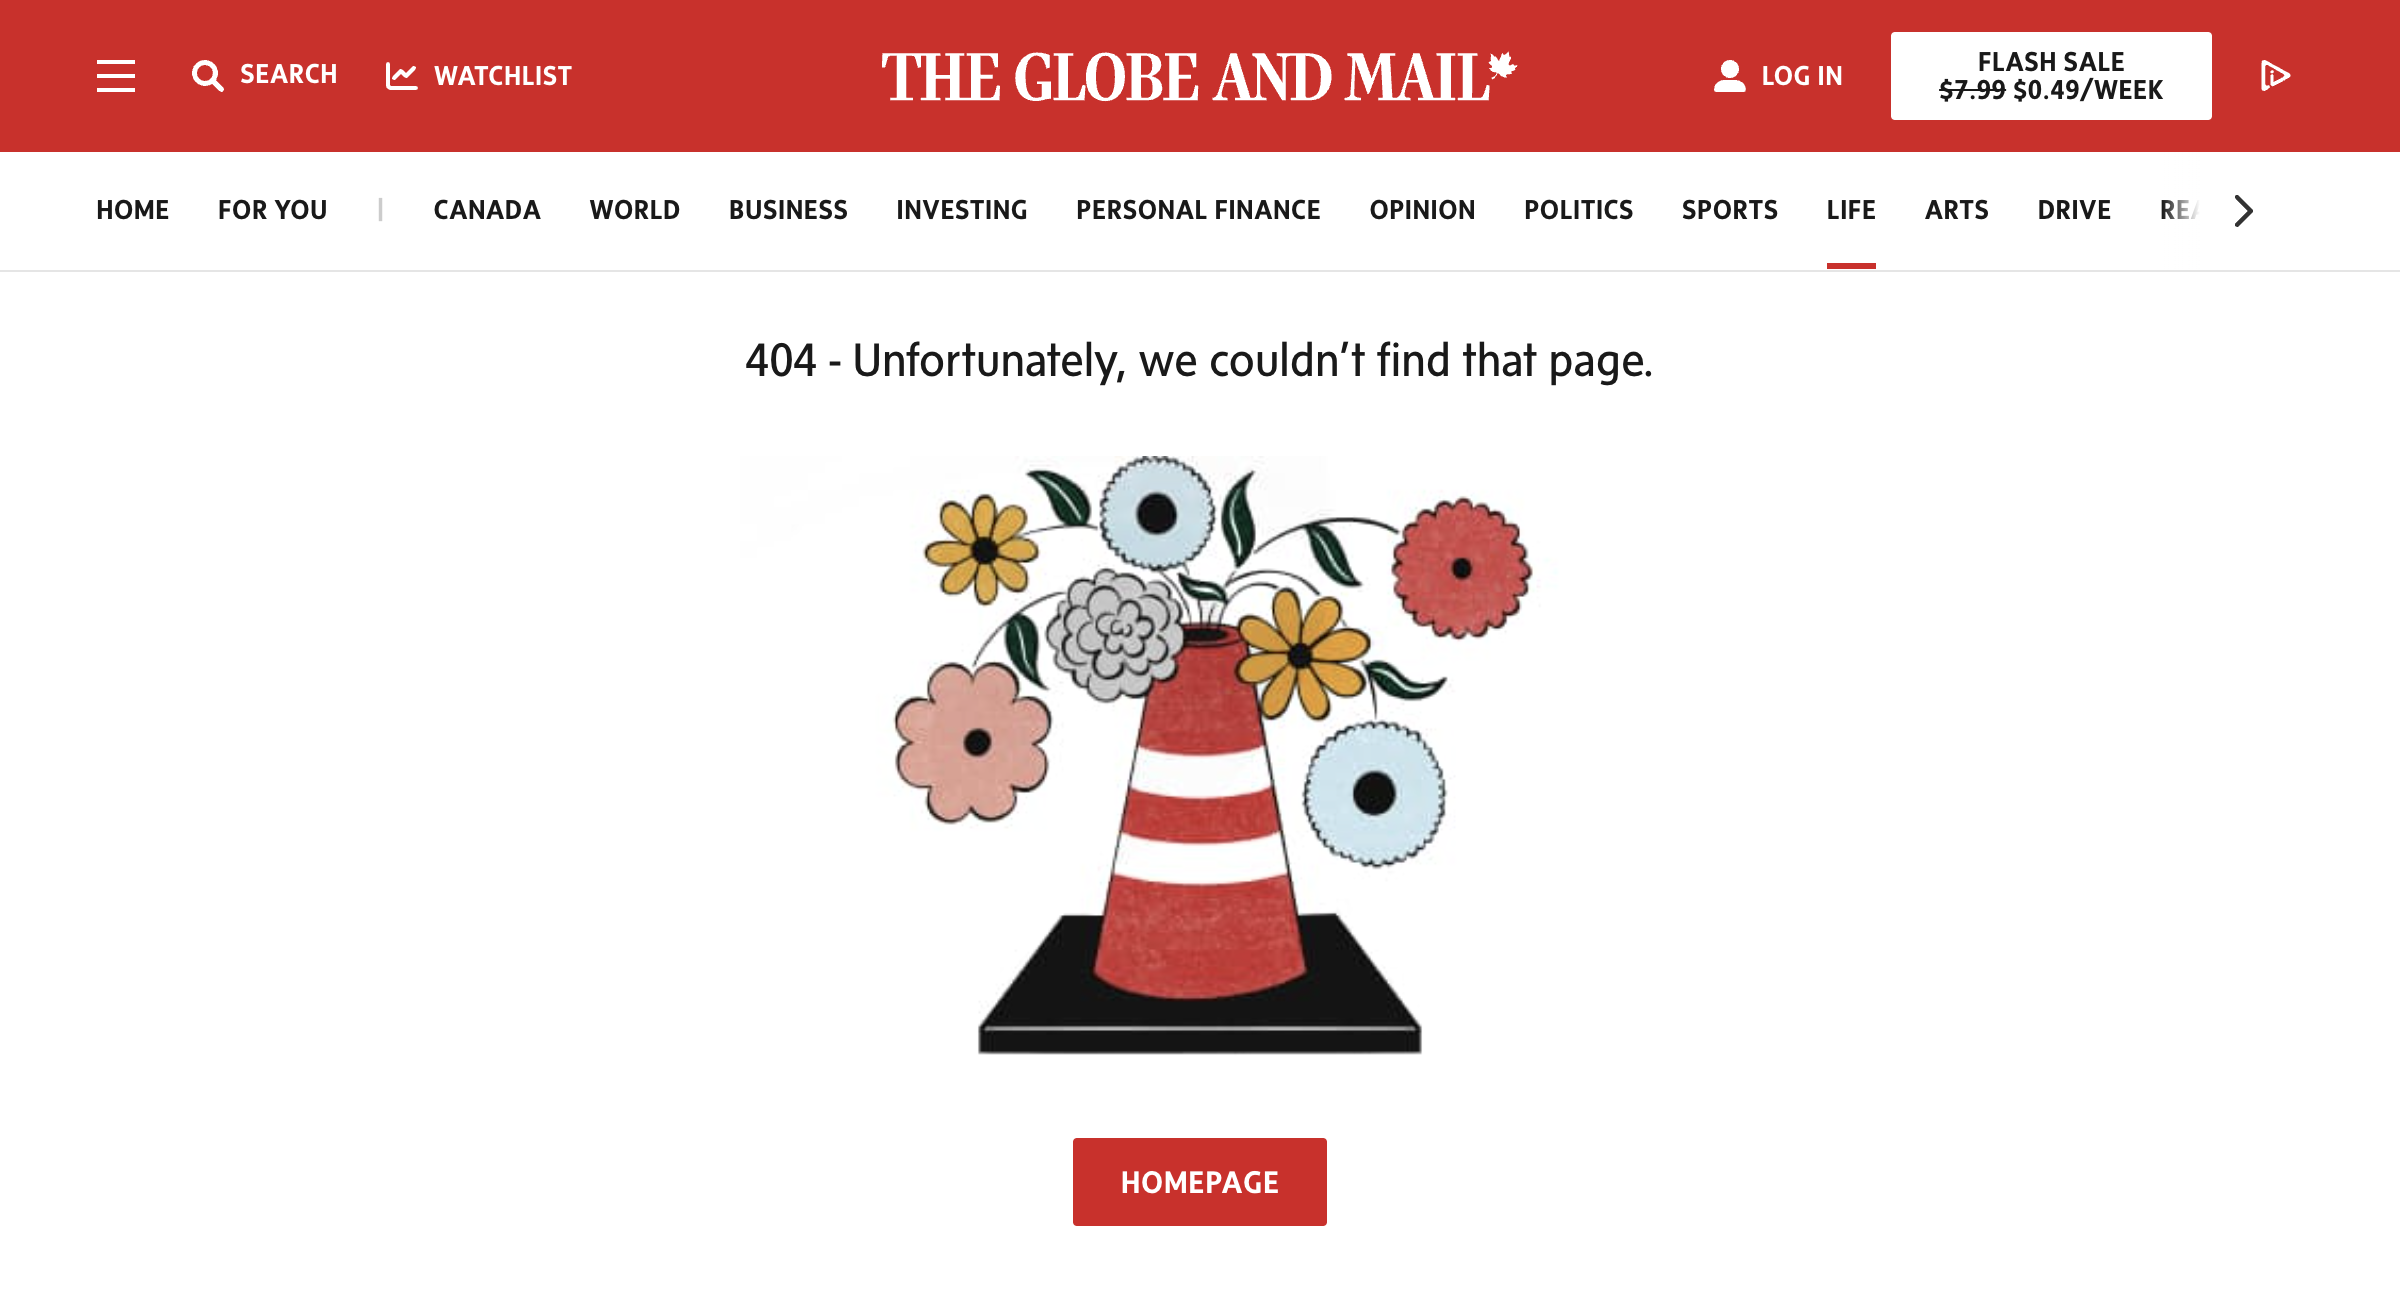 SEARCH
WATCHLIST
THE GLOBE AND MAIL
LOG IN
FLASH SALE
$7.99 $0.49/WEEK
HOME FOR YOU | CANADA WORLD BUSINESS INVESTING PERSONAL FINANCE OPINION POLITICS SPORTS LIFE ARTS DRIVE
404 - Unfortunately, we couldn’t find that page.
HOMEPAGE